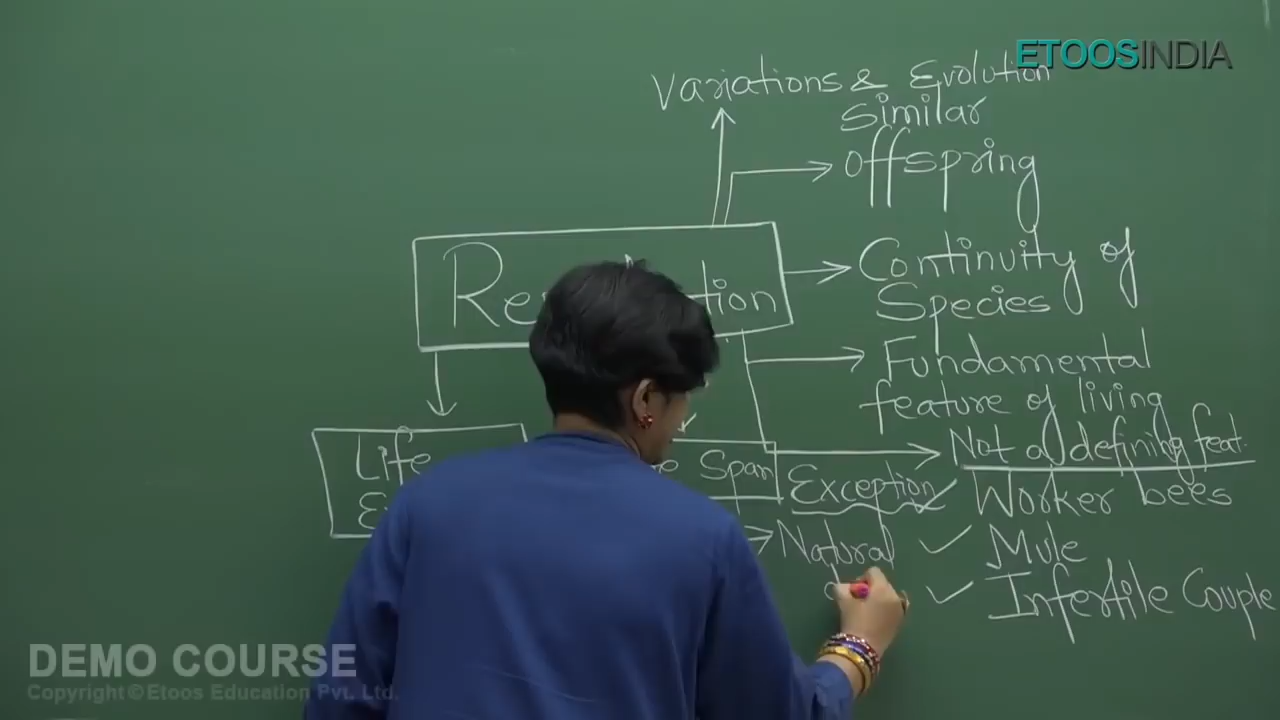 ETOOSINDIA
Variations & Evolution
Similar
offspring
Continuity of
Species
Fundamental
feature of living
Not a defining feat.
Life
Span
Exception
Worker bees
Natural
Mule
Infertile Couple
DEMO COURSE
Copyright © Etoos Education Pvt. Ltd.